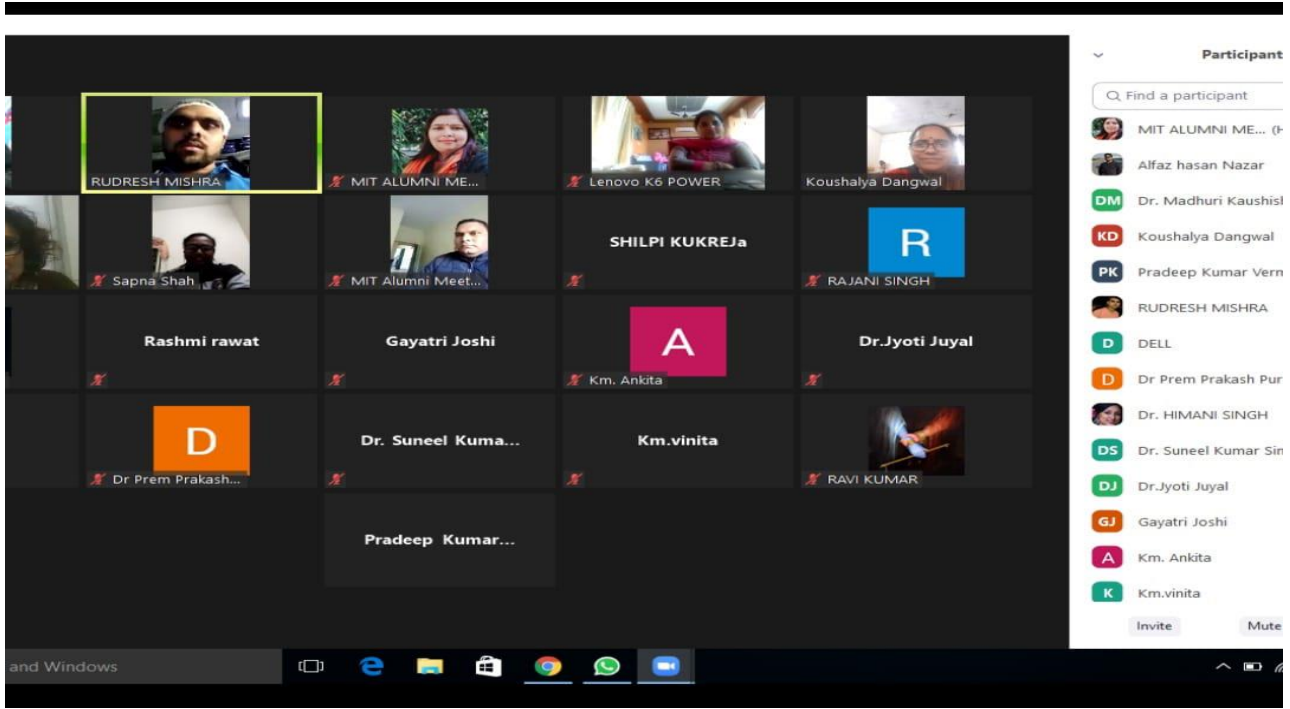 RUDRESH MISHRA
MIT ALUMNI ME...
Lenovo K6 POWER
Koushalya Dangwal
Sapna Shah
MIT Alumni Meet...
SHILPI KUKREJa
R
RAJANI SINGH
Rashmi rawat
Gayatri Joshi
A
Km. Ankita
Dr.Jyoti Juyal
D
Dr Prem Prakash...
Dr. Suneel Kuma...
Km.vinita
RAVI KUMAR
Pradeep Kumar...
Participant
Find a participant
MIT ALUMNI ME... (H
Alfaz hasan Nazar
DM Dr. Madhuri Kaushish
KD Koushalya Dangwal
PK Pradeep Kumar Verm
RUDRESH MISHRA
D DELL
D Dr Prem Prakash Pur
Dr. HIMANI SINGH
DS Dr. Suneel Kumar Sin
DJ Dr.Jyoti Juyal
GJ Gayatri Joshi
A Km. Ankita
K Km.vinita
Invite Mute
and Windows